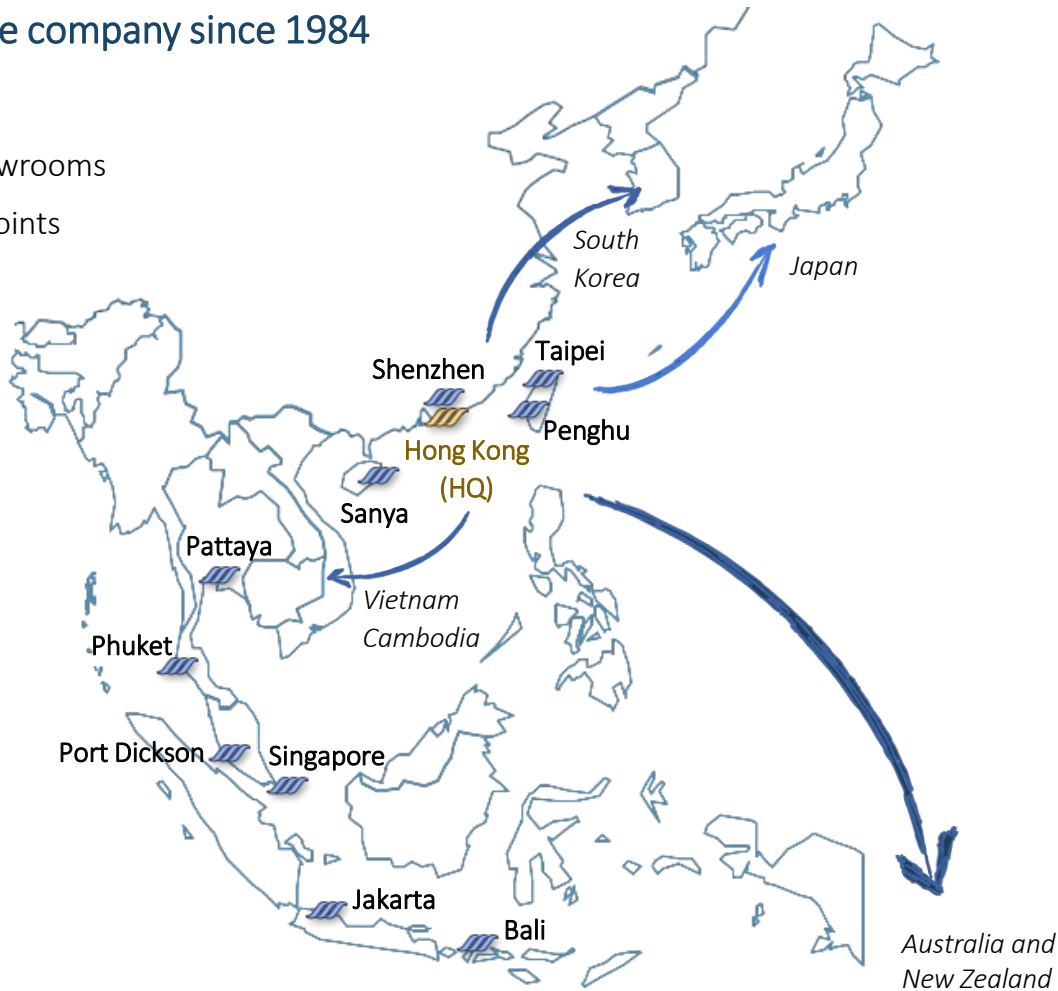 e company since 1984
wrooms
oints
South
Korea
Japan
Taipei
Shenzhen
Penghu
Hong Kong
(HQ)
Sanya
Pattaya
Vietnam
Cambodia
Phuket
Port Dickson
Singapore
Jakarta
Bali
Australia and
New Zealand